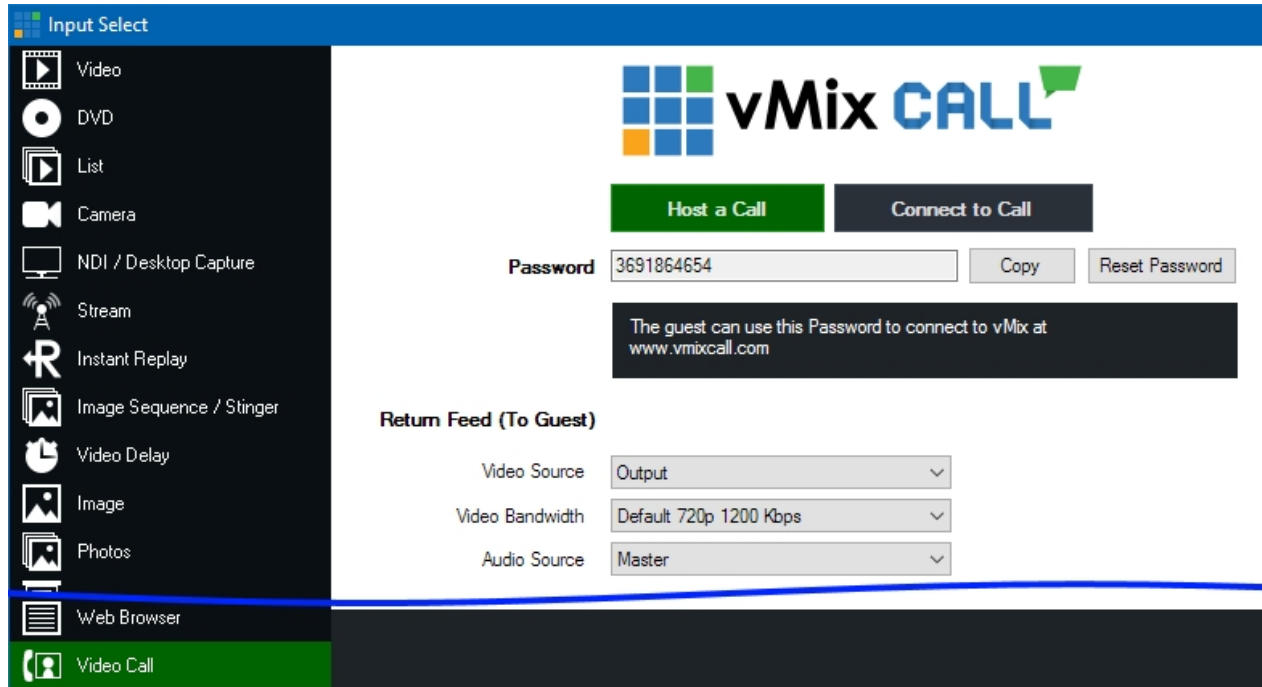 Input Select
Video
DVD
List
Camera
NDI / Desktop Capture
Stream
Instant Replay
Image Sequence / Stinger
Video Delay
Image
Photos
Web Browser
Video Call
vMix CALL
Host a Call
Connect to Call
Password
3691864654
Copy
Reset Password
The guest can use this Password to connect to vMix at
www.vmixcall.com
Return Feed (To Guest)
Video Source
Output
Video Bandwidth
Default 720p 1200 Kbps
Audio Source
Master